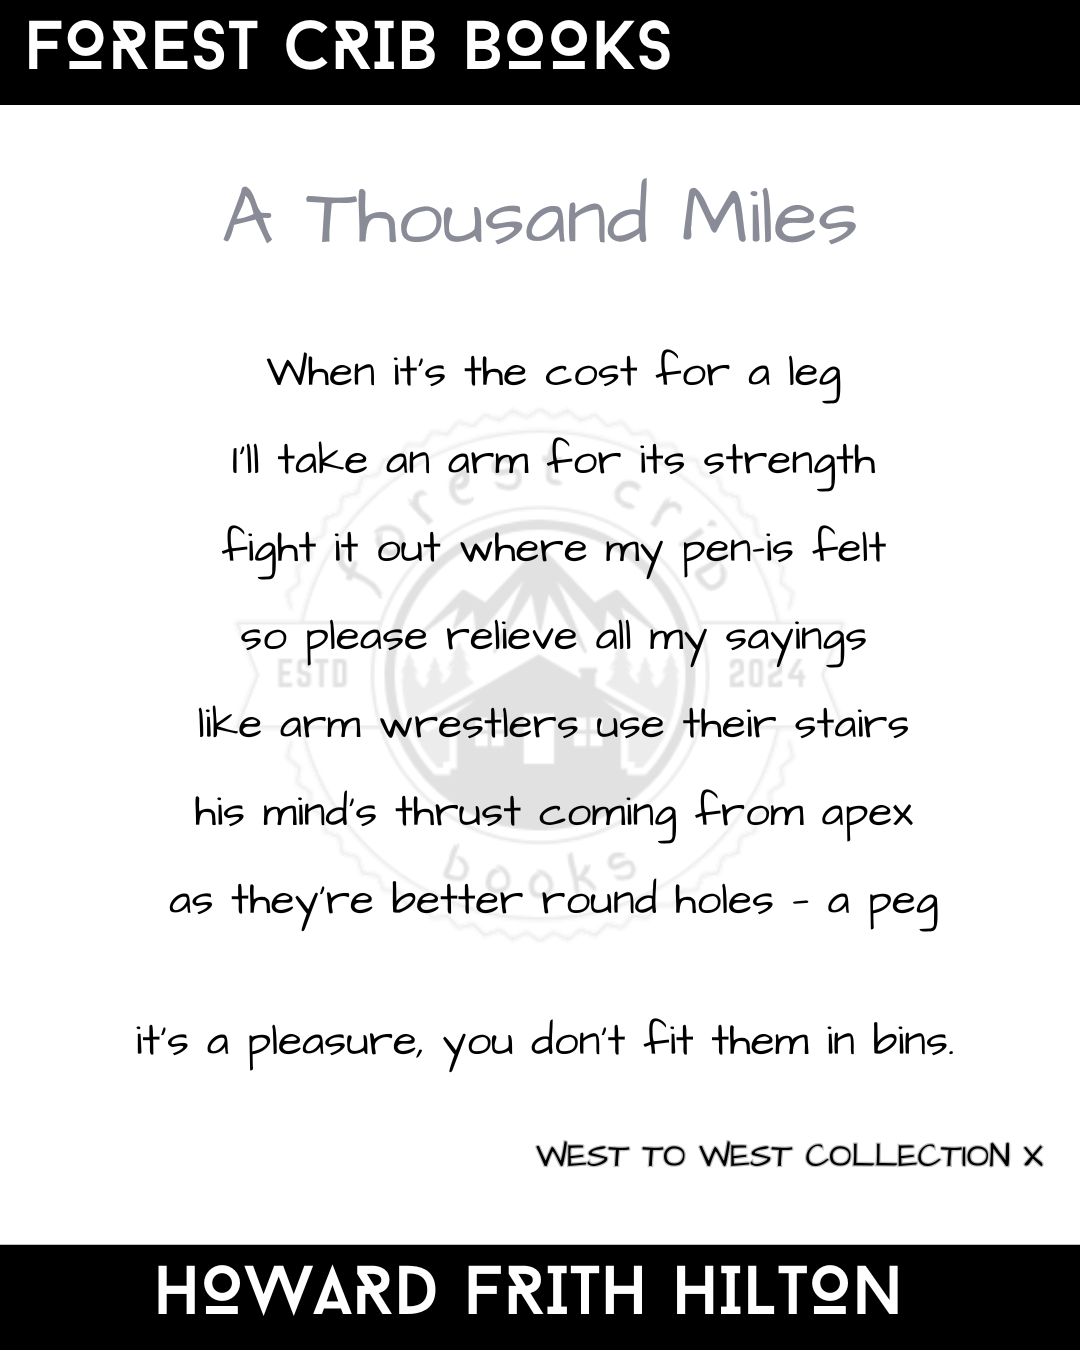 FOREST CRIB BOOKS
A Thousand Miles
When it's the cost for a leg
I'll take an arm for its strength
fight it out where my pen-is felt
so please relieve all my sayings
like arm wrestlers use their stairs
his mind's thrust coming from apex
as they're better round holes - a peg
it's a pleasure, you don't fit them in bins.
WEST TO WEST COLLECTION X
HOWARD FRITH HILTON
forest crib
ESTD 2024
books